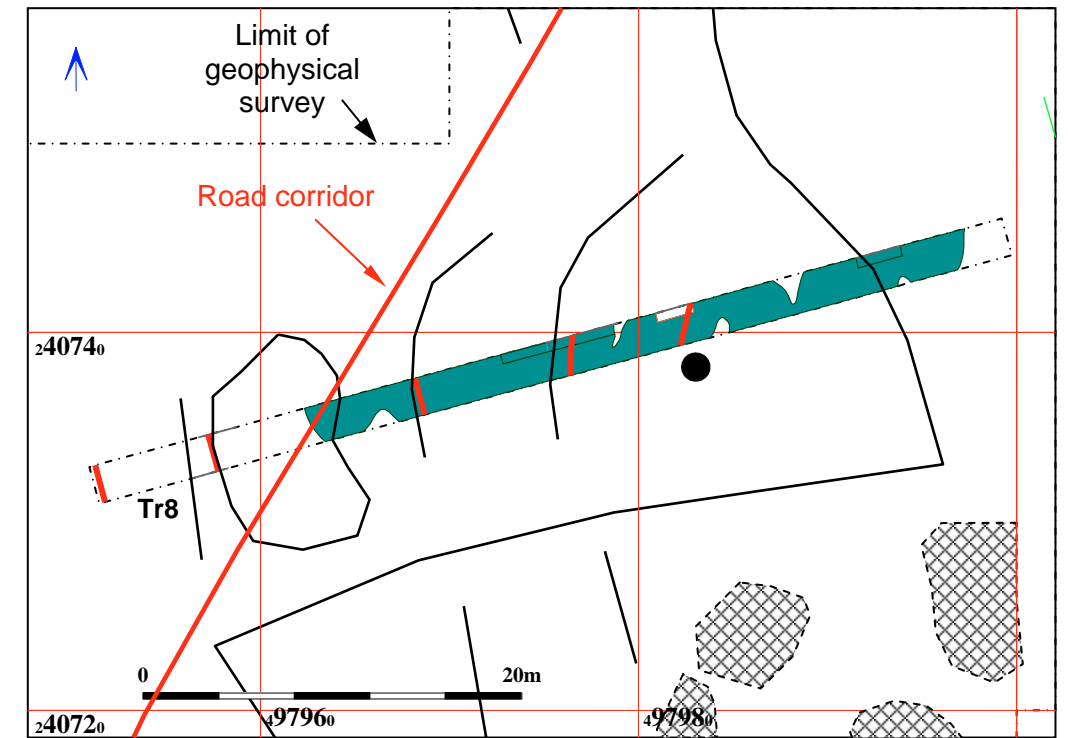 Limit of
geophysical
survey
Road corridor
240740
Tr8
0 20m
240720
497960
497980